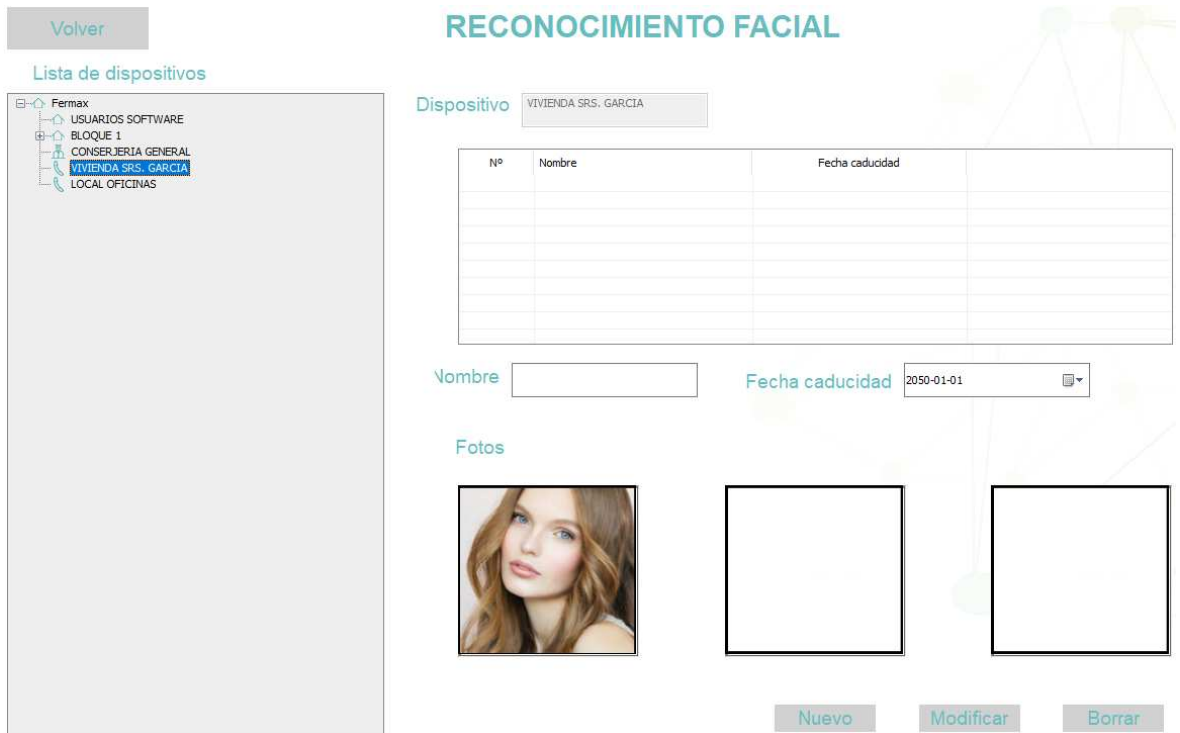 Volver
RECONOCIMIENTO FACIAL
Lista de dispositivos
Fermax
USUARIOS SOFTWARE
BLOQUE 1
CONSERJERIA GENERAL
VIVIENDA SRS. GARCIA
LOCAL OFICINAS
Dispositivo
VIVIENDA SRS. GARCIA
Nº Nombre Fecha caducidad
Nombre
Fecha caducidad
2050-01-01
Fotos
Nuevo Modificar Borrar